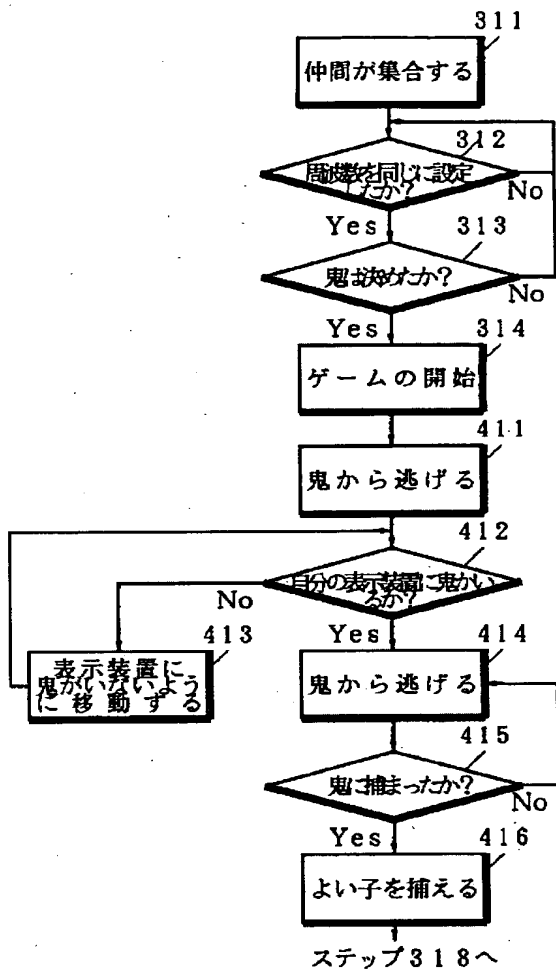 311
仲間が集合する
312
周波数を同じに設定
したか?
No
Yes
313
鬼は決めたか?
No
Yes
314
ゲームの開始
411
鬼から逃げる
412
自分の表示装置に鬼がい
るか?
No
413
表示装置に
鬼がいないよう
に移動する
Yes
414
鬼から逃げる
415
鬼に捕まったか?
No
Yes
416
よい子を捕える
ステップ318へ